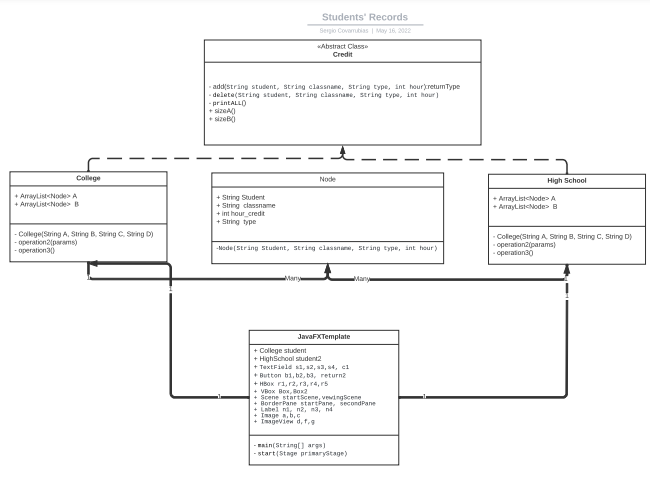 Students' Records
Sergio Covarrubias | May 16, 2022
«Abstract Class»
Credit
- add(String student, String classname, String type, int hour):returnType
- delete(String student, String classname, String type, int hour)
- printALL()
+ sizeA()
+ sizeB()
College
+ ArrayList<Node> A
+ ArrayList<Node> B
- College(String A, String B, String C, String D)
- operation2(params)
- operation3()
Node
+ String Student
+ String classname
+ int hour_credit
+ String type
-Node(String Student, String classname, String type, int hour)
High School
+ ArrayList<Node> A
+ ArrayList<Node> B
- College(String A, String B, String C, String D)
- operation2(params)
- operation3()
1
Many
Many
1
1
1
JavaFXTemplate
+ College student
+ HighSchool student2
+ TextField s1,s2,s3,s4, c1
+ Button b1,b2,b3, return2
+ HBox r1,r2,r3,r4,r5
+ VBox Box,Box2
+ Scene startScene,vewingScene
+ BorderPane startPane, secondPane
+ Label n1, n2, n3, n4
+ Image a,b,c
+ ImageView d,f,g
- main(String[] args)
- start(Stage primaryStage)
1
1